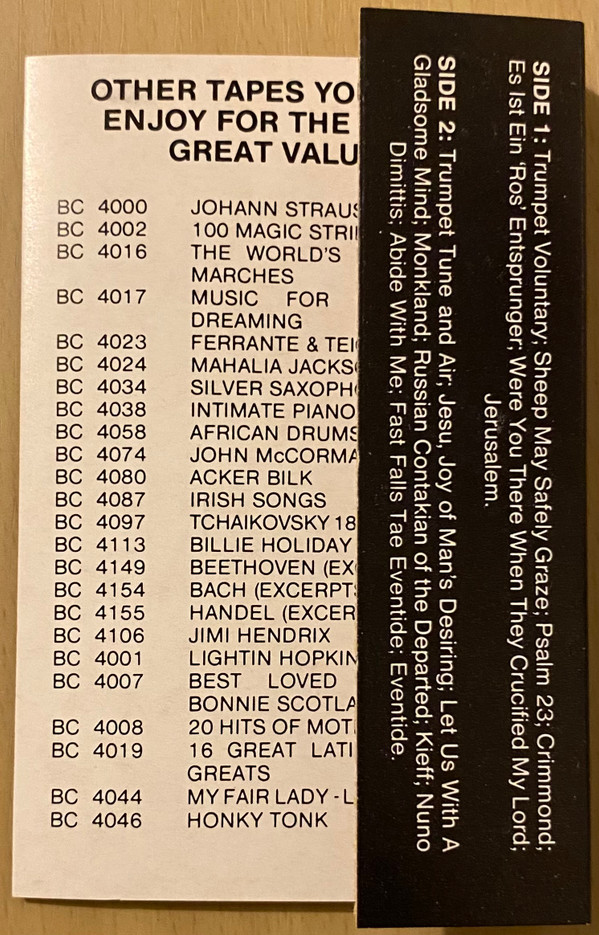 OTHER TAPES YO
ENJOY FOR THE
GREAT VALU
BC 4000 JOHANN STRAUS
BC 4002 100 MAGIC STRI
BC 4016 THE WORLD'S
MARCHES
BC 4017 MUSIC FOR
DREAMING
BC 4023 FERRANTE & TEI
BC 4024 MAHALIA JACKS
BC 4034 SILVER SAXOPH
BC 4038 INTIMATE PIANO
BC 4058 AFRICAN DRUMS
BC 4074 JOHN McCORMA
BC 4080 ACKER BILK
BC 4087 IRISH SONGS
BC 4097 TCHAIKOVSKY 18
BC 4113 BILLIE HOLIDAY
BC 4149 BEETHOVEN (EX
BC 4154 BACH (EXCERPT
BC 4155 HANDEL (EXCER
BC 4106 JIMI HENDRIX
BC 4001 LIGHTIN HOPKIN
BC 4007 BEST LOVED
BONNIE SCOTLA
BC 4008 20 HITS OF MOT
BC 4019 16 GREAT LATI
GREATS
BC 4044 MY FAIR LADY - L
BC 4046 HONKY TONK
SIDE 1: Trumpet Voluntary; Sheep May Safely Graze; Psalm 23; Crimmond;
Es Ist Ein 'Ros' Entsprunger; Were You There When They Crucified My Lord;
Jerusalem.
SIDE 2: Trumpet Tune and Air; Jesu, Joy of Man's Desiring; Let Us With A
Gladsome Mind; Monkland; Russian Contakian of the Departed; Kieff; Nuno
Dimittis; Abide With Me; Fast Falls Tae Eventide; Eventide.